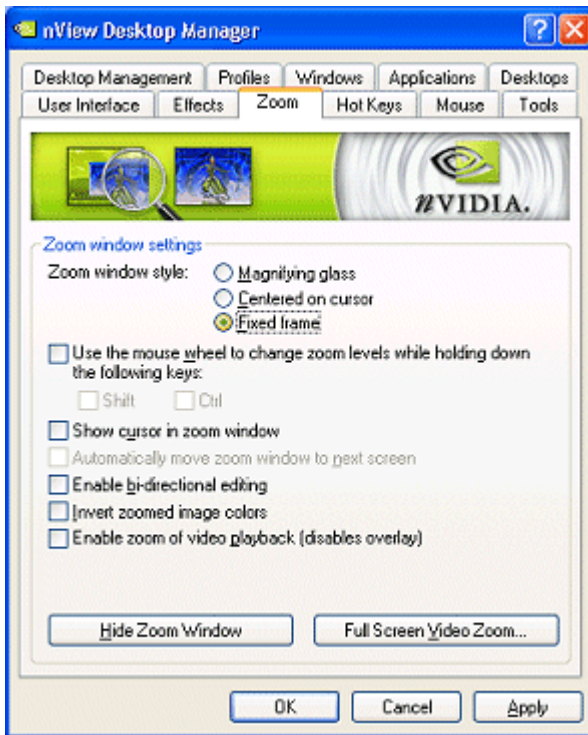 nView Desktop Manager
Desktop Management Profiles Windows Applications Desktops
User Interface Effects Zoom Hot Keys Mouse Tools
nVIDIA.
Zoom window settings
Zoom window style: Magnifying glass
Centered on cursor
Fixed frame
Use the mouse wheel to change zoom levels while holding down
the following keys:
Shift Ctrl
Show cursor in zoom window
Automatically move zoom window to next screen
Enable bi-directional editing
Invert zoomed image colors
Enable zoom of video playback (disables overlay)
Hide Zoom Window Full Screen Video Zoom...
OK Cancel Apply